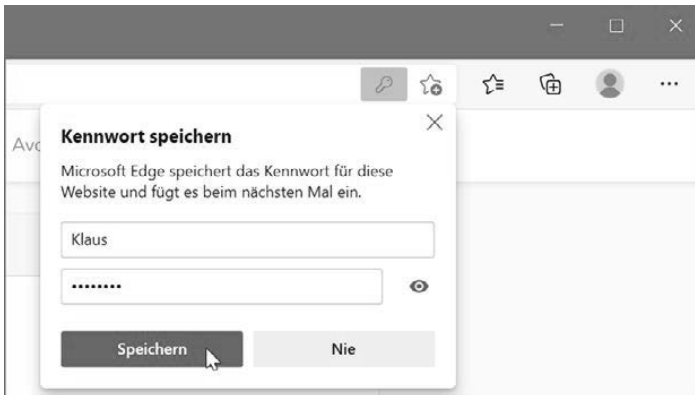 Avo
Kennwort speichern
Microsoft Edge speichert das Kennwort für diese
Website und fügt es beim nächsten Mal ein.
Klaus
••••••••
Speichern Nie